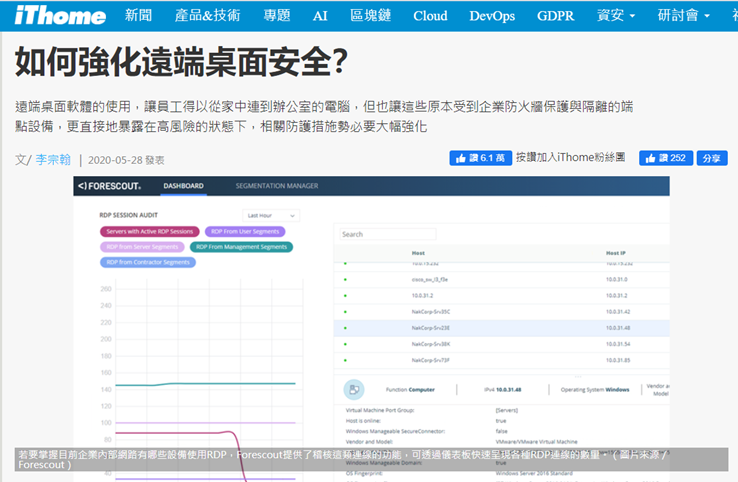 iThome 新聞 產品&技術 專題 AI 區塊鏈 Cloud DevOps GDPR 資安 研討會
如何強化遠端桌面安全?
遠端桌面軟體的使用,讓員工得以從家中連到辦公室的電腦,但也讓這些原本受到企業防火牆保護與隔離的端
點設備,更直接地暴露在高風險的狀態下,相關防護措施勢必要大幅強化
文/ 李宗翰 | 2020-05-28 發表
讚 6.1 萬 按讚加入iThome粉絲團 讚 252 分享
<) FORESCOUT. DASHBOARD SEGMENTATION MANAGER
RDP SESSION AUDIT Last Hour
Servers with Active RDP Sessions RDP From User Segments
RDP from Server Segments RDP From Management Segments
RDP from Contractor Segments
260
240
220
200
180
160
140
120
100
80
60
40
Search
Host Host IP
10.0.19.252
cisco_sw_l3_f0e 10.0.31.0
10.0.31.2 10.0.31.2
NakCorp-Srv35C 10.0.31.42
NakCorp-Srv23E 10.0.31.48
NakCorp-Srv38K 10.0.31.54
NakCorp-Srv73F 10.0.31.85
Function Computer IPv4 10.0.31.48 Operating System Windows Vendor a
Model
Virtual Machine Port Group: [Servers]
Host is online: true
Windows Manageable SecureConnector: false
Vendor and Model: VMware/VMware Virtual Machine
Windows Manageable Domain: true
OS Fingerprint: Windows Server 2016 Standard
若要掌握目前企業內部網路有哪些設備使用RDP,Forescout提供了稽核這類連線的功能,可透過儀表板快速呈現各種RDP連線的數量。(圖片來源/
Forescout)